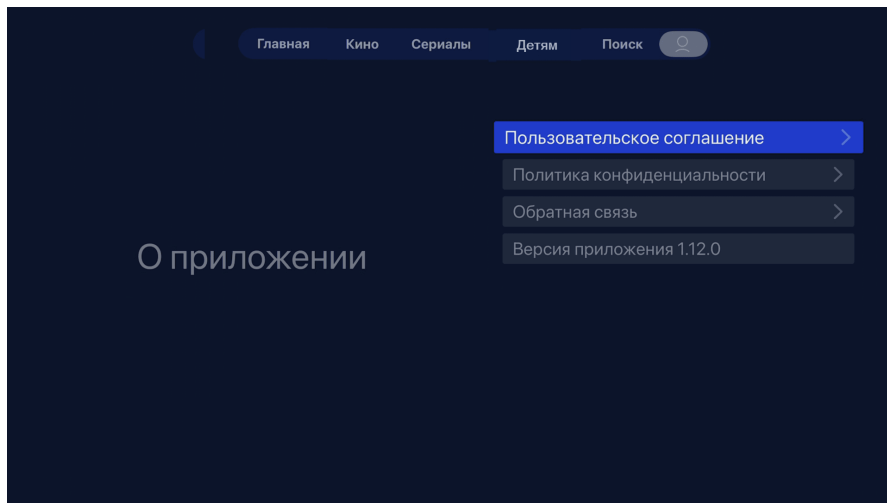 Главная Кино Сериалы Детям Поиск
Пользовательское соглашение
Политика конфиденциальности
Обратная связь
Версия приложения 1.12.0
О приложении